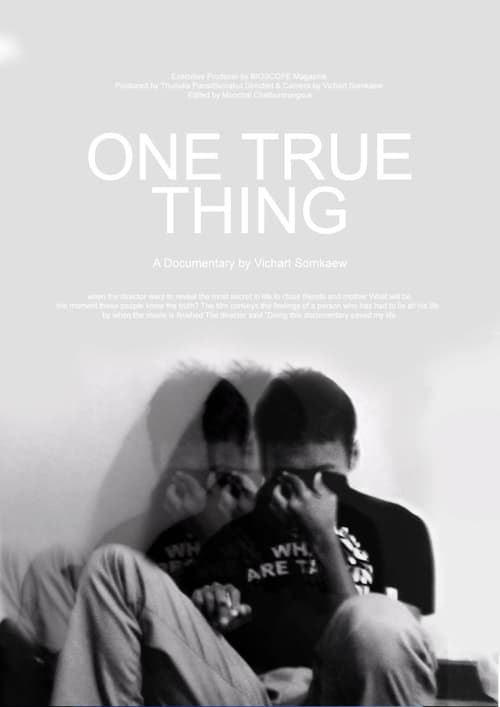 Executive Producer by BIOSCOPE Magazine
Produced by Director & Camera by Vichart Somkaew
Edited by
ONE TRUE
THING
A Documentary by Vichart Somkaew
when the director want to reveal the most secret in life to close friends and mother What will be
the moment these people know the truth? The film conveys the feelings of a person who has had to lie all his life
by when the movie is finished The director said "Doing this documentary saved my life
WH
WH
ARE TA